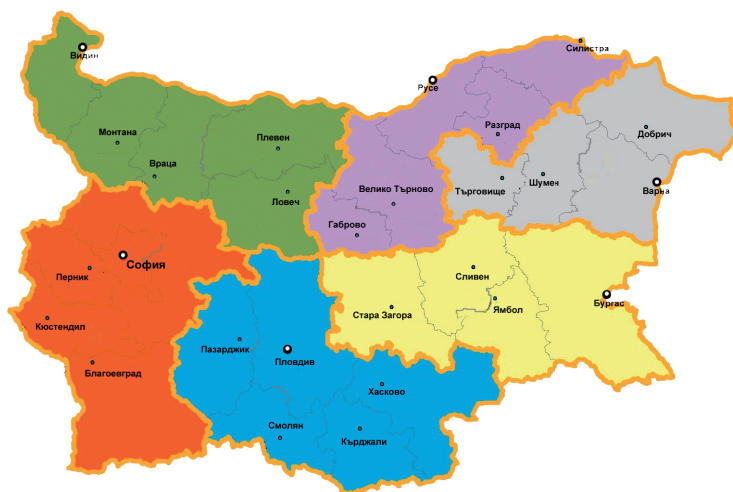 Силистра
Видин
Русе
Разград
Добрич
Монтана
Плевен
Враца
Шумен
Търговище
Варна
Велико Търново
Ловеч
Габрово
София
Перник
Сливен
Бургас
Ямбол
Стара Загора
Кюстендил
Пазарджик
Пловдив
Благоевград
Хасково
Смолян
Кърджали